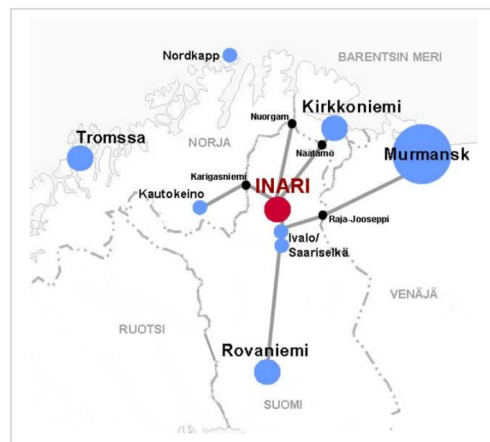 Nordkapp
BARENTSIN MERI
Nuorgam
Kirkkoniemi
Tromssa
NORJA
Näätämö
Murmansk
Karigasniemi
INARI
Kautokeino
Raja-Jooseppi
Ivalo/
Saariselkä
VENÄJÄ
RUOTSI
Rovaniemi
SUOMI